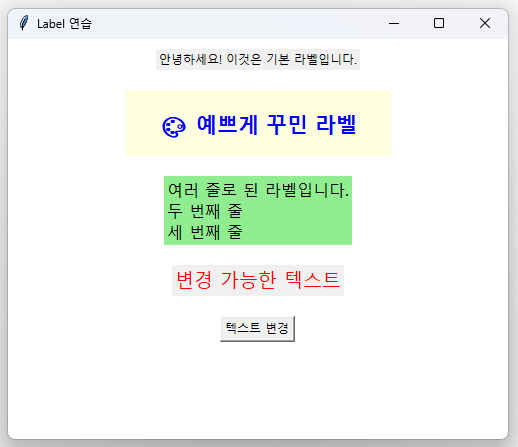 Label 연습
안녕하세요! 이것은 기본 라벨입니다.
🎨 예쁘게 꾸민 라벨
여러 줄로 된 라벨입니다.
두 번째 줄
세 번째 줄
변경 가능한 텍스트
텍스트 변경